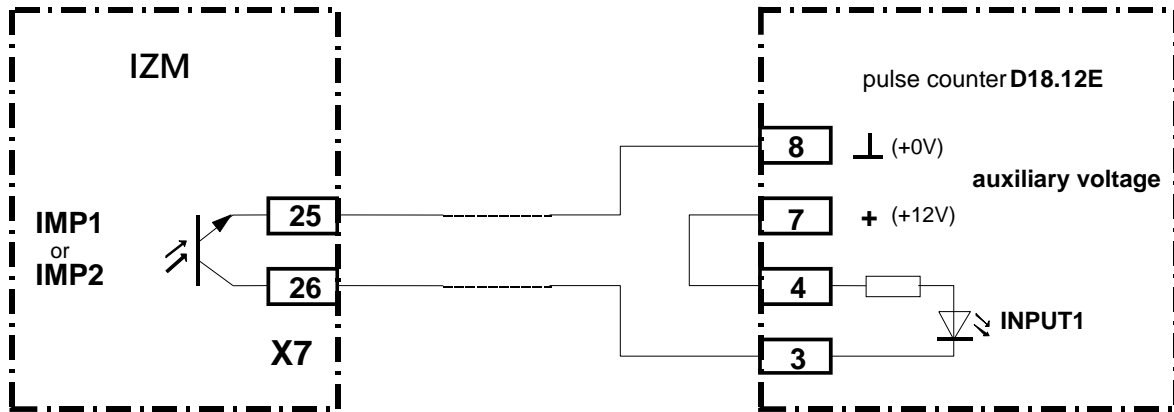 IZM
IMP1
or
IMP2
25
26
X7
pulse counter D18.12E
8 ⊥ (+0V)
auxiliary voltage
7 + (+12V)
4
INPUT1
3